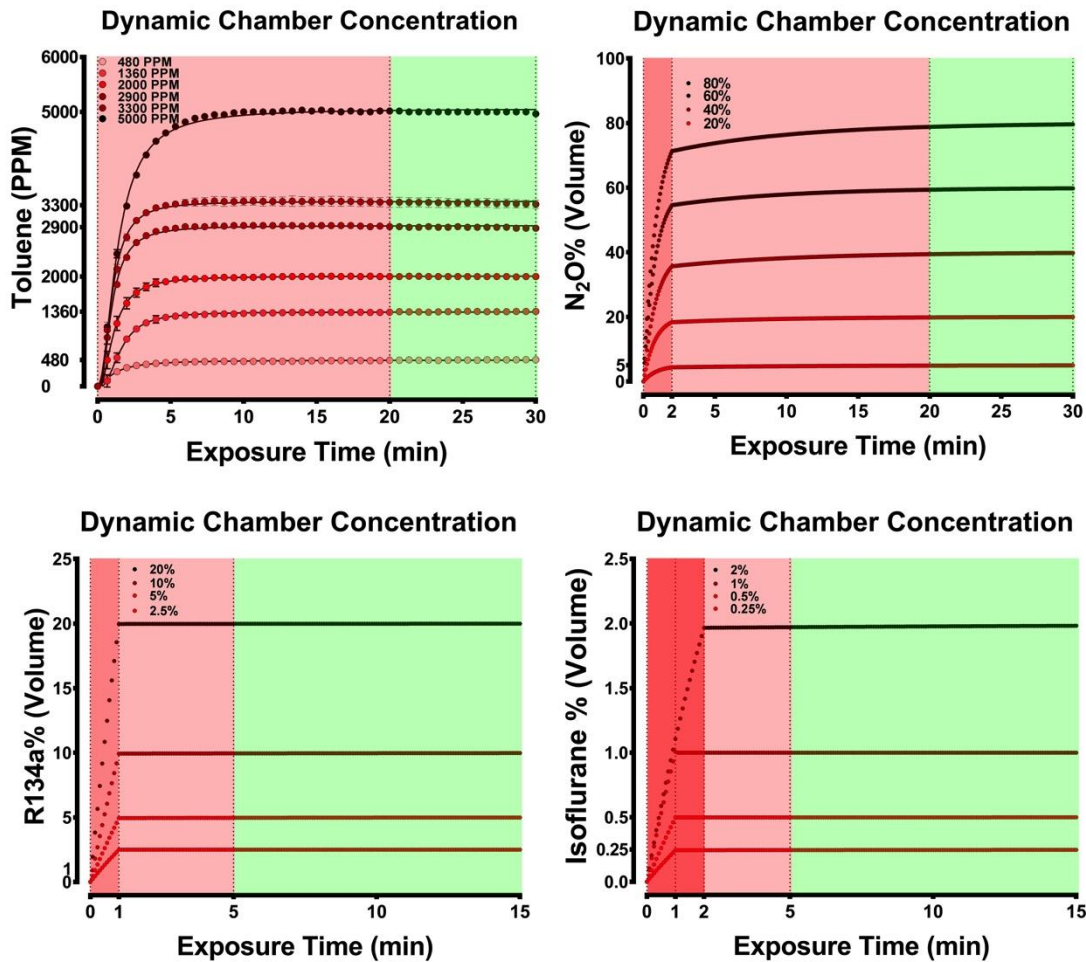 Dynamic Chamber Concentration
Toluene (PPM)
6000
5000
3300
2900
2000
1360
480
0
480 PPM
1360 PPM
2000 PPM
2900 PPM
3300 PPM
5000 PPM
0 5 10 15 20 25 30
Exposure Time (min)
Dynamic Chamber Concentration
N₂O% (Volume)
100
80
60
40
20
5
0
80%
60%
40%
20%
0 2 5 10 15 20 25 30
Exposure Time (min)
Dynamic Chamber Concentration
R134a% (Volume)
25
20
15
10
5
1
0
20%
10%
5%
2.5%
0 1 5 10 15
Exposure Time (min)
Dynamic Chamber Concentration
Isoflurane % (Volume)
2.5
2.0
1.5
1.0
0.5
0.25
0.0
2%
1%
0.5%
0.25%
0 1 2 5 10 15
Exposure Time (min)